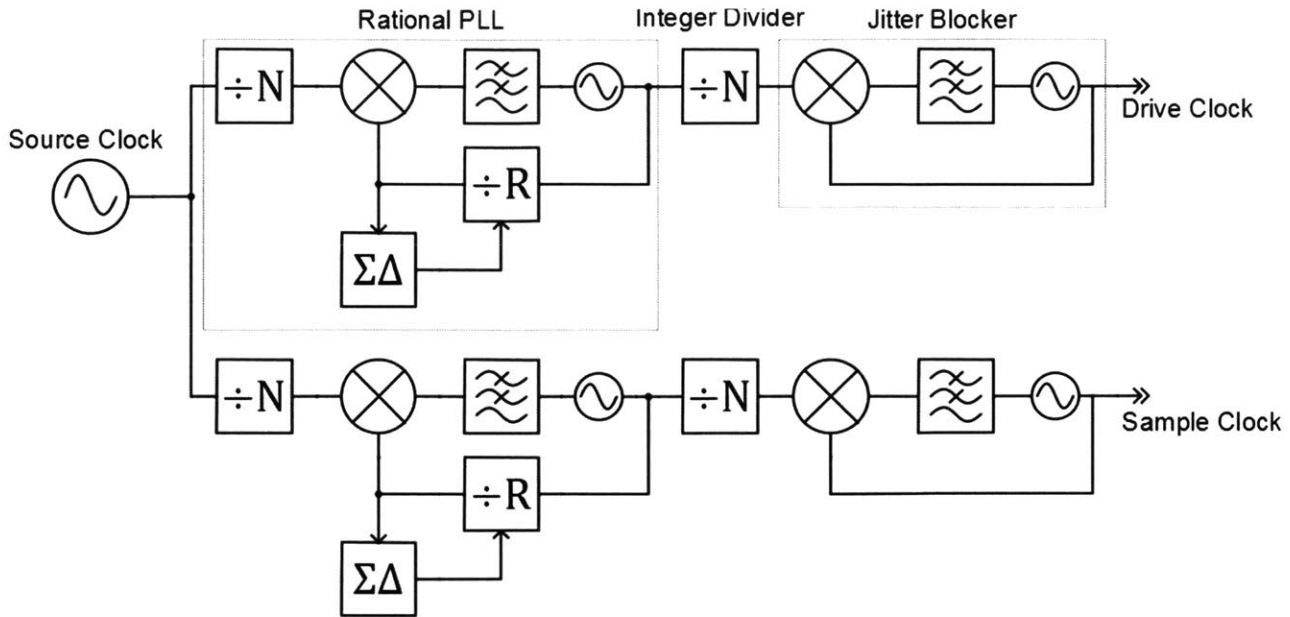 Rational PLL
Integer Divider
Jitter Blocker
Source Clock
÷N
÷N
Drive Clock
÷R
ΣΔ
÷N
÷N
Sample Clock
÷R
ΣΔ